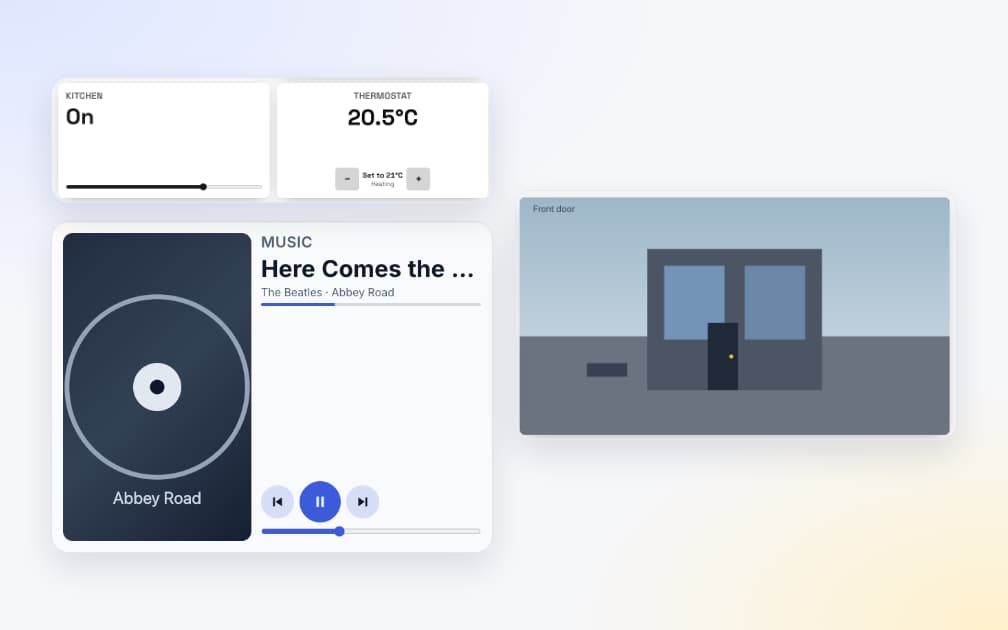 KITCHEN
On
THERMOSTAT
20.5°C
−
Set to 21°C
+
Heating
MUSIC
Here Comes the ...
The Beatles · Abbey Road
Abbey Road
Front door